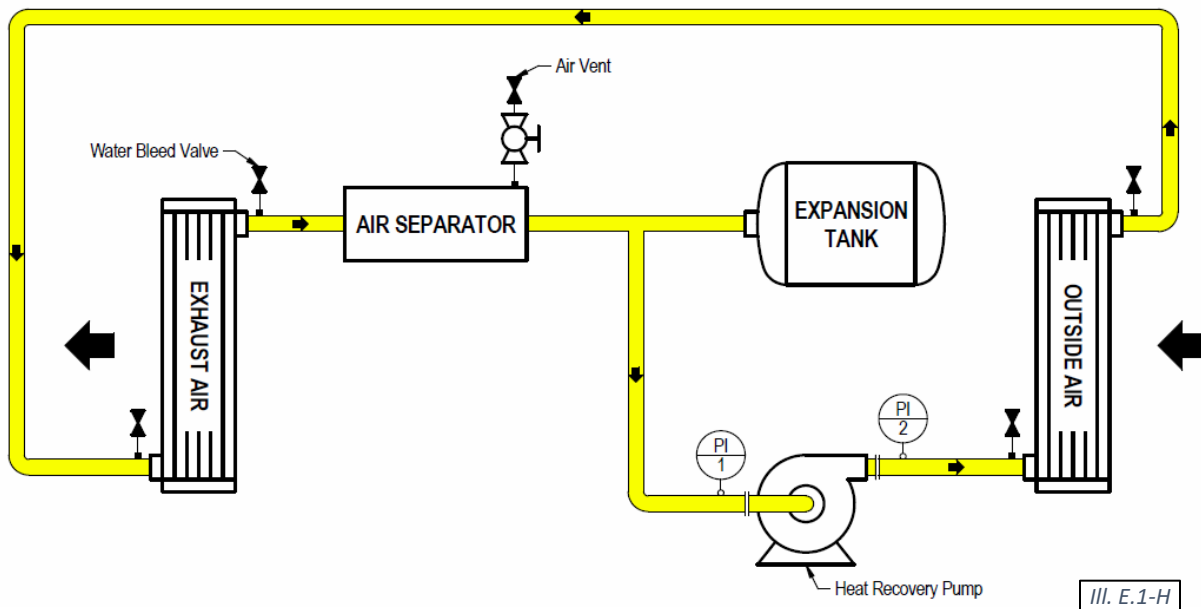 Air Vent
Water Bleed Valve
AIR SEPARATOR
EXPANSION
TANK
EXHAUST AIR
OUTSIDE AIR
PI
1
PI
2
Heat Recovery Pump
Ill. E.1-H